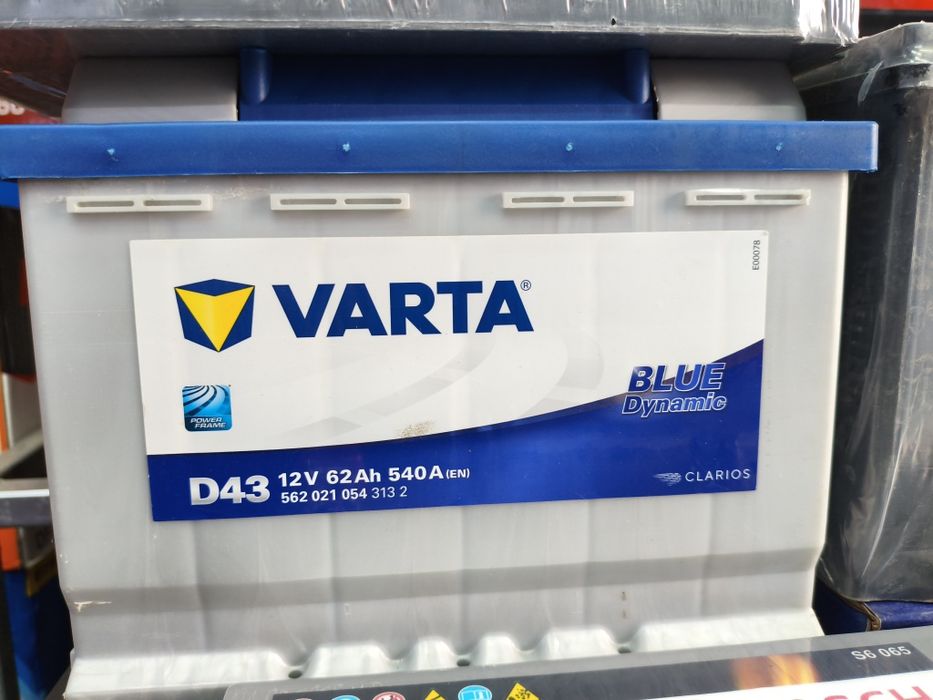 E00078
VARTA®
BLUE
Dynamic
POWER
FRAME
D43 12V 62Ah 540A (EN)
562 021 054 313 2
CLARIOS
S6 065